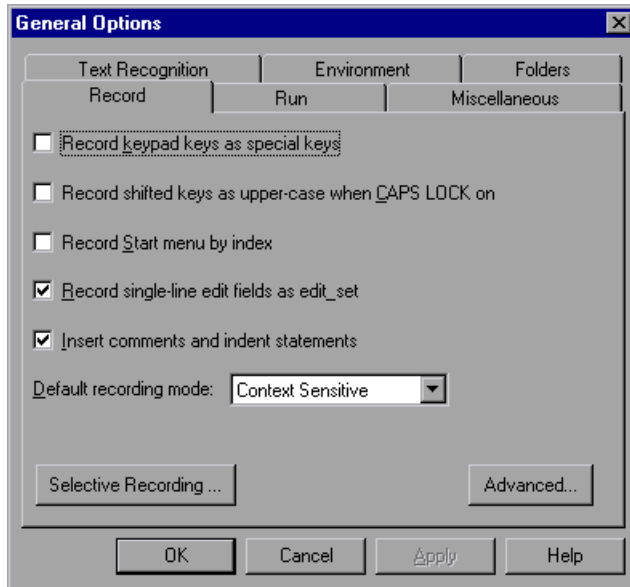 General Options
Text Recognition Environment Folders
Record Run Miscellaneous
Record keypad keys as special keys
Record shifted keys as upper-case when CAPS LOCK on
Record Start menu by index
Record single-line edit fields as edit_set
Insert comments and indent statements
Default recording mode: Context Sensitive
Selective Recording ... Advanced...
OK Cancel Apply Help